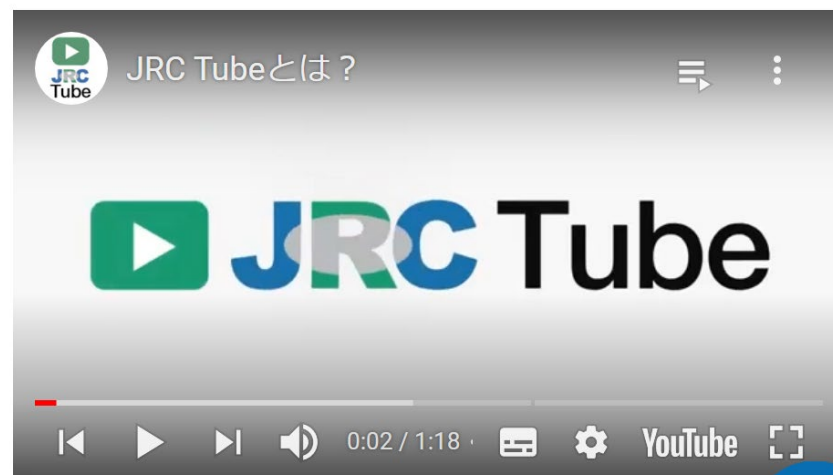 JRC
Tube
JRC Tubeとは？
JRC Tube
0:02 / 1:18
YouTube